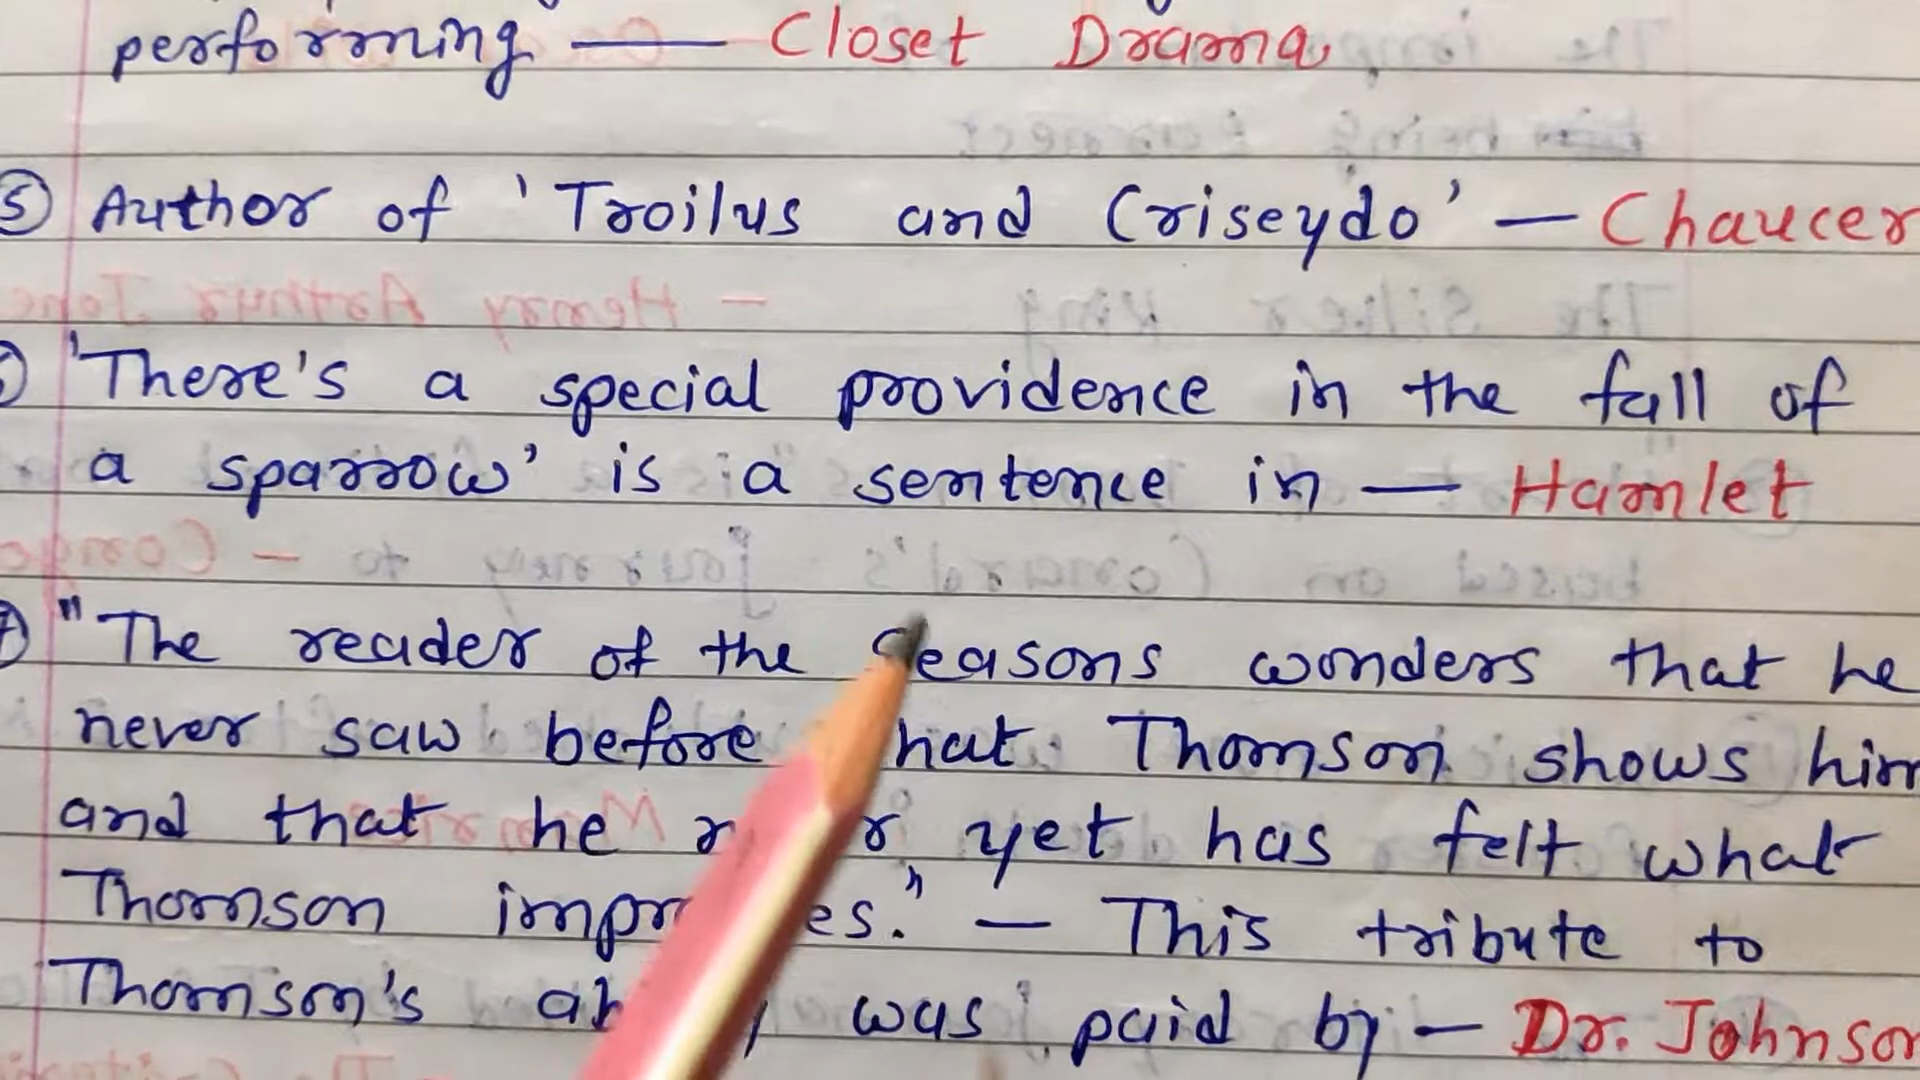 performing — Closet Drama
⑤ Author of 'Troilus and Criseydo' — Chaucer
'There's a special providence in the fall of
a sparrow' is a sentence in — Hamlet
"The reader of the Seasons wonders that he
never saw before Thomson shows him
and that he yet has felt what
Thomson — This tribute to
Thomson's was paid by — Dr. Johnson